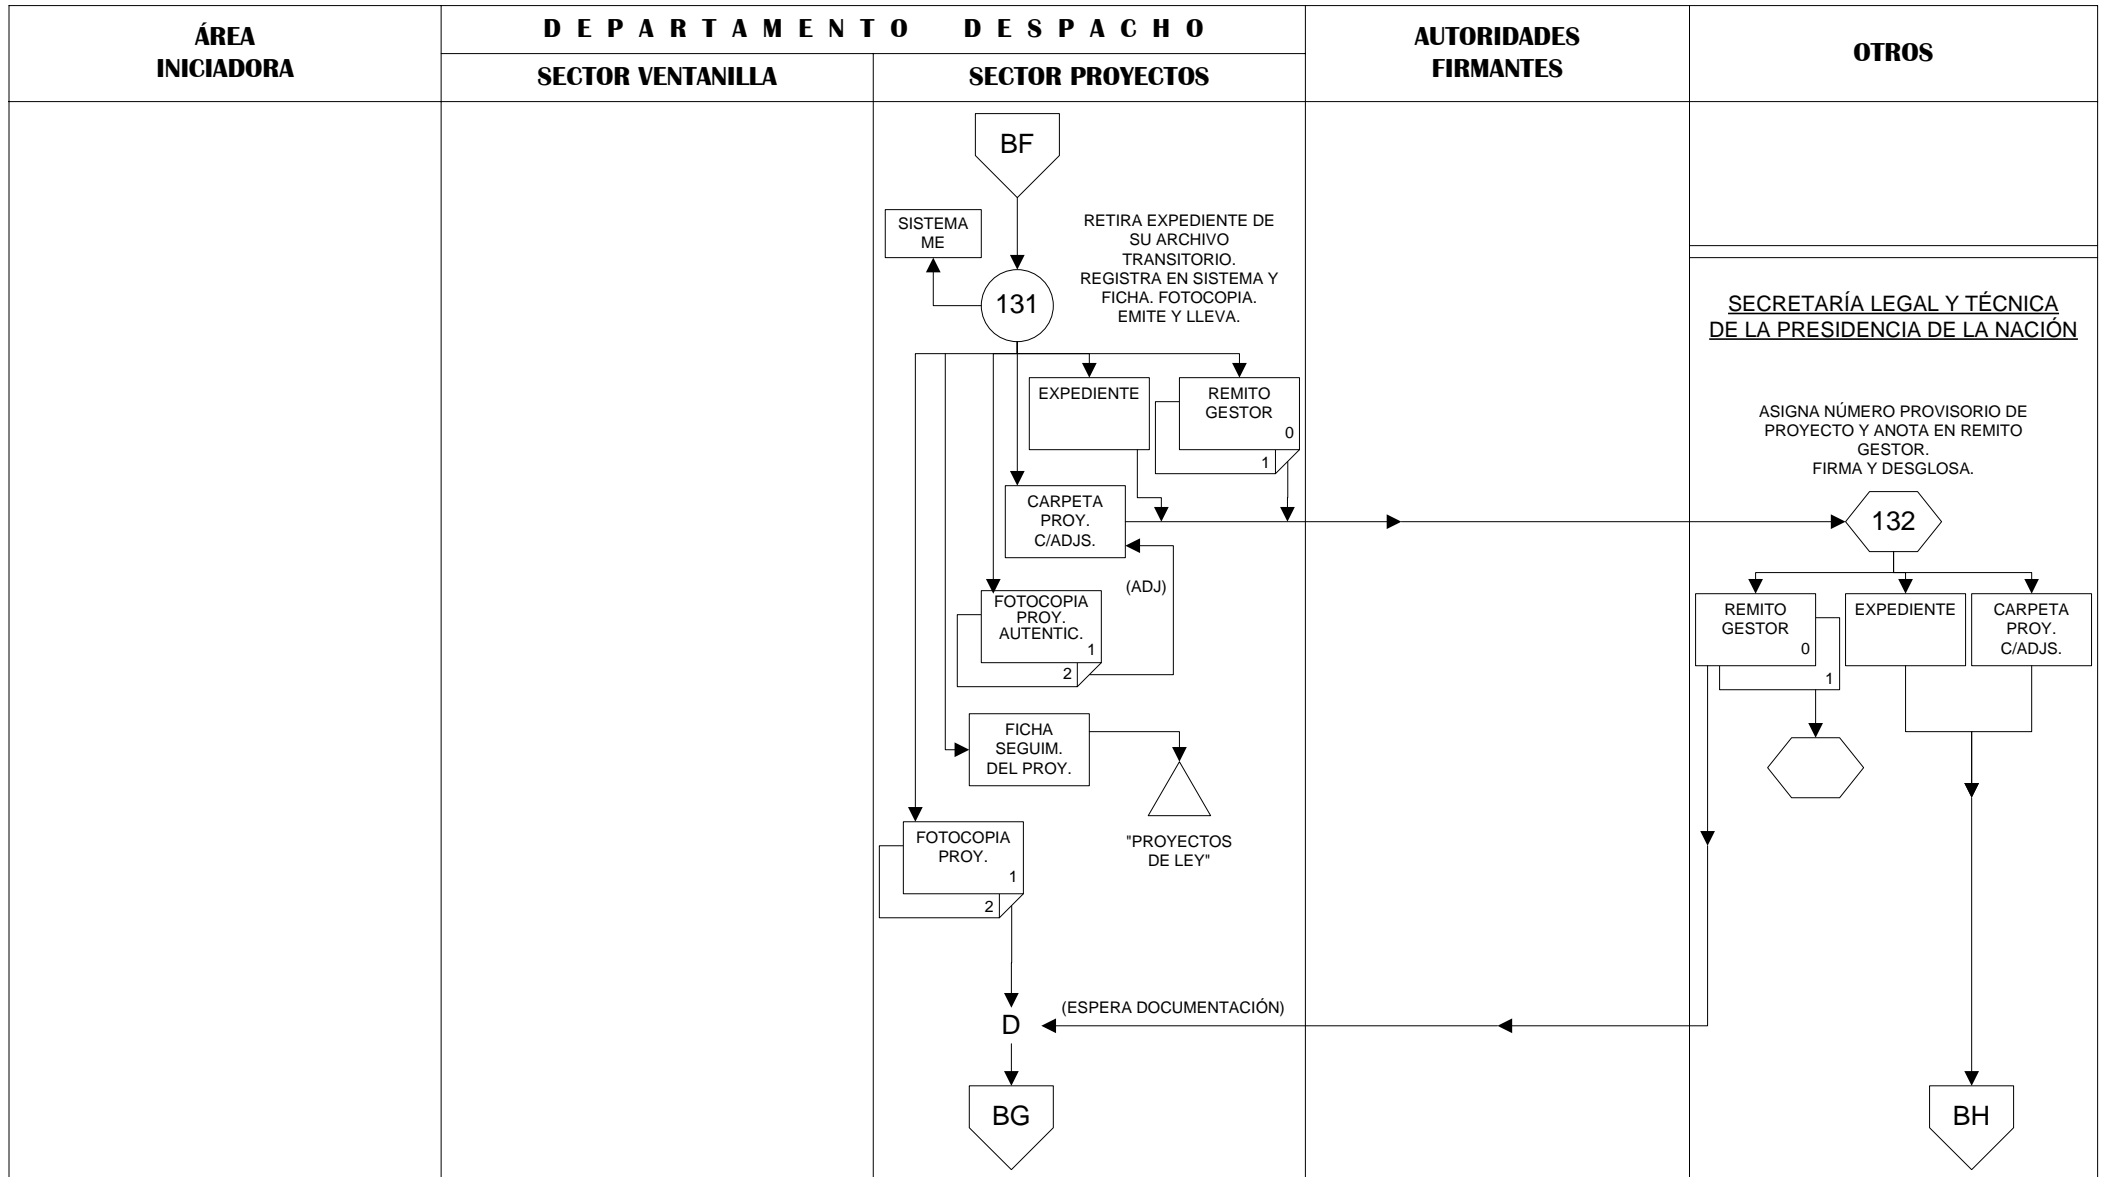 ÁREA
INICIADORA
DEPARTAMENTO DESPACHO
SECTOR VENTANILLA
SECTOR PROYECTOS
AUTORIDADES
FIRMANTES
OTROS
BF
SISTEMA
ME
RETIRA EXPEDIENTE DE
SU ARCHIVO
TRANSITORIO.
REGISTRA EN SISTEMA Y
FICHA. FOTOCOPIA.
EMITE Y LLEVA.
131
EXPEDIENTE
REMITO
GESTOR
0
1
CARPETA
PROY.
C/ADJS.
(ADJ)
FOTOCOPIA
PROY.
AUTENTIC.
1
2
FICHA
SEGUIM.
DEL PROY.
"PROYECTOS
DE LEY"
FOTOCOPIA
PROY.
1
2
D
(ESPERA DOCUMENTACIÓN)
BG
SECRETARÍA LEGAL Y TÉCNICA
DE LA PRESIDENCIA DE LA NACIÓN
ASIGNA NÚMERO PROVISORIO DE
PROYECTO Y ANOTA EN REMITO
GESTOR.
FIRMA Y DESGLOSA.
132
REMITO
GESTOR
0
1
EXPEDIENTE
CARPETA
PROY.
C/ADJS.
BH